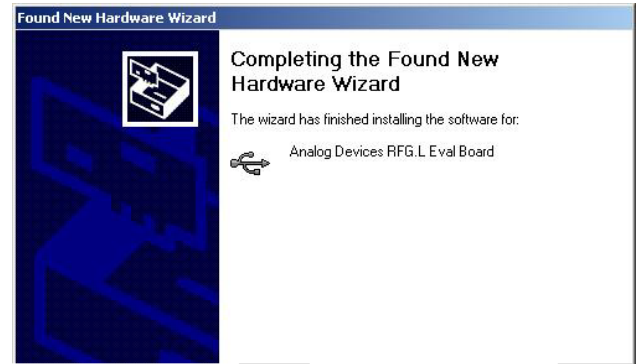 Found New Hardware Wizard
Completing the Found New
Hardware Wizard
The wizard has finished installing the software for:
Analog Devices RFG.L Eval Board